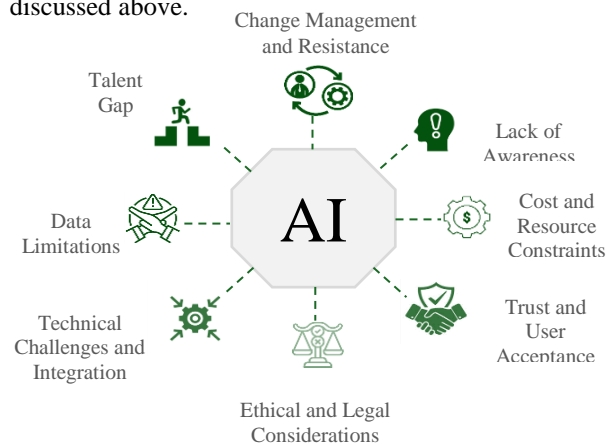 discussed above.
Change Management
and Resistance
Talent
Gap
Lack of
Awareness
Data
Limitations
AI
Cost and
Resource
Constraints
$
Technical
Challenges and
Integration
Trust and
User
Acceptance
Ethical and Legal
Considerations